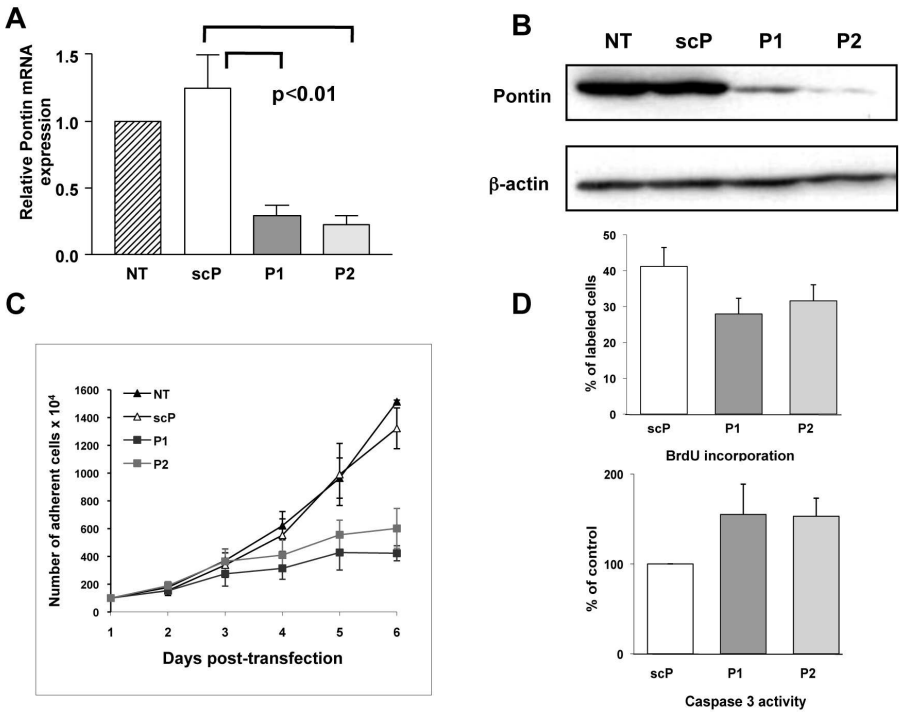 A
Relative Pontin mRNA
expression
1.5
1.0
0.5
0.0
p<0.01
NT scP P1 P2
B
NT scP P1 P2
Pontin
β-actin
C
Number of adherent cells x 10⁴
1600
1400
1200
1000
800
600
400
200
0
NT
scP
P1
P2
1 2 3 4 5 6
Days post-transfection
D
% of labeled cells
50
40
30
20
10
0
scP P1 P2
BrdU incorporation
% of control
200
100
0
scP P1 P2
Caspase 3 activity